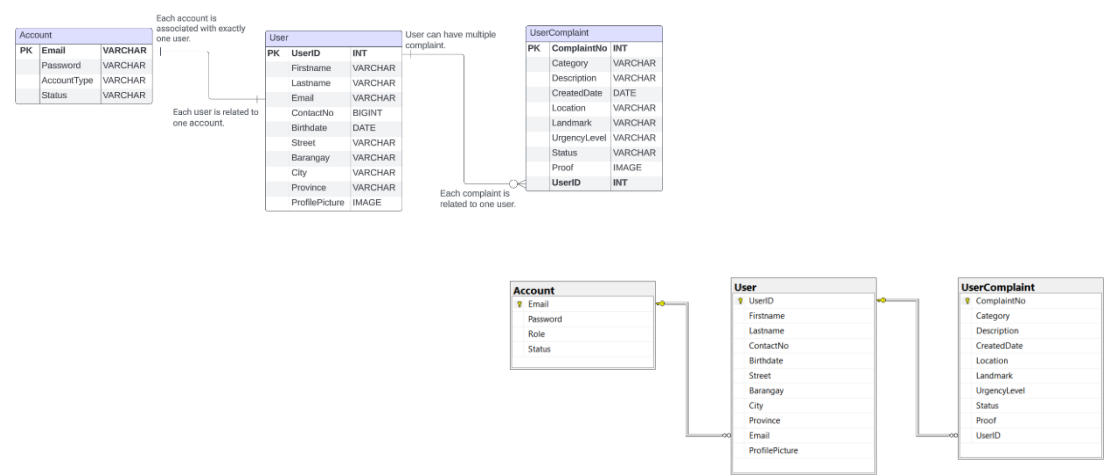 Each account is
associated with exactly
one user.
Account
PK Email VARCHAR
Password VARCHAR
AccountType VARCHAR
Status VARCHAR
Each user is related to
one account.
User
PK UserID INT
Firstname VARCHAR
Lastname VARCHAR
Email VARCHAR
ContactNo BIGINT
Birthdate DATE
Street VARCHAR
Barangay VARCHAR
City VARCHAR
Province VARCHAR
ProfilePicture IMAGE
User can have multiple
complaint.
UserComplaint
PK ComplaintNo INT
Category VARCHAR
Description VARCHAR
CreatedDate DATE
Location VARCHAR
Landmark VARCHAR
UrgencyLevel VARCHAR
Status VARCHAR
Proof IMAGE
UserID INT
Each complaint is
related to one user.
Account
Email
Password
Role
Status
User
UserID
Firstname
Lastname
ContactNo
Birthdate
Street
Barangay
City
Province
Email
ProfilePicture
UserComplaint
ComplaintNo
Category
Description
CreatedDate
Location
Landmark
UrgencyLevel
Status
Proof
UserID